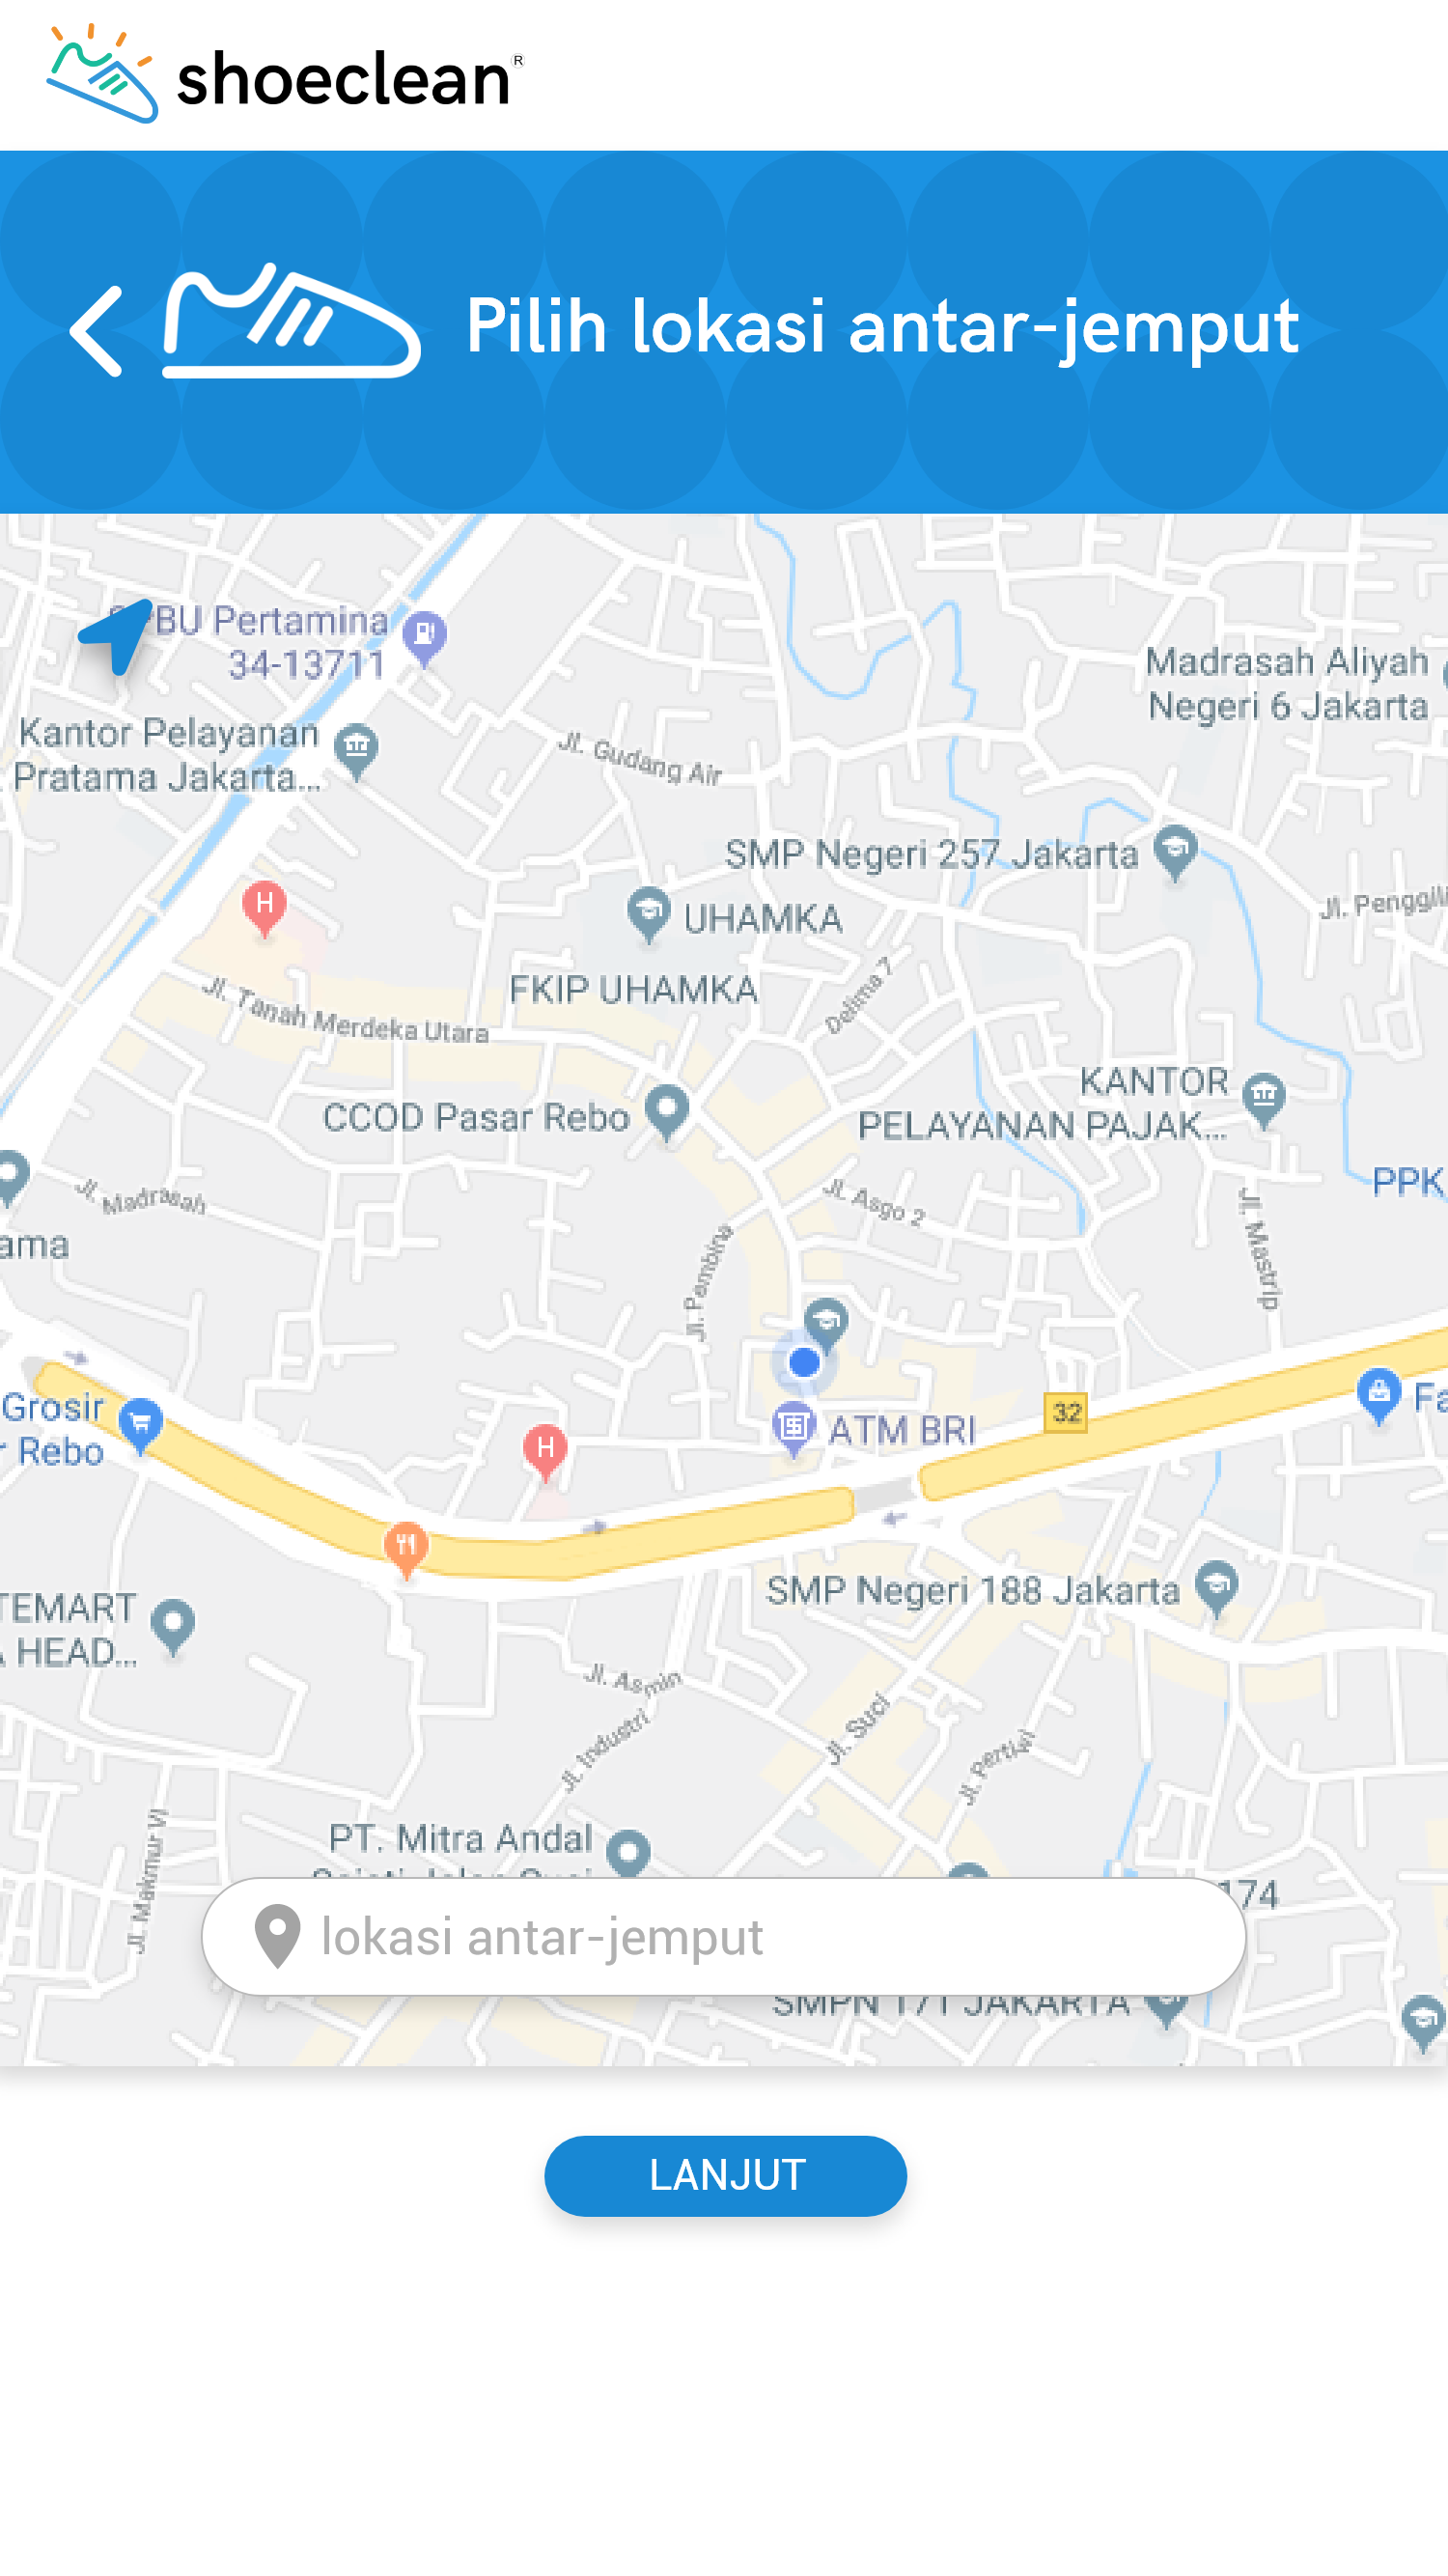 shoeclean®
Pilih lokasi antar-jemput
PBU Pertamina
34-13711
Madrasah Aliyah
Negeri 6 Jakarta
Kantor Pelayanan
Pratama Jakarta...
Jl. Gudang Air
SMP Negeri 257 Jakarta
H
Jl. Penggili
UHAMKA
FKIP UHAMKA
Delima 7
Jl. Tanah Merdeka Utara
KANTOR
PELAYANAN PAJAK...
CCOD Pasar Rebo
PPK
Jl. Madrasah
Jl. Asgo 2
Jl. Mastrip
ama
Jl. Pembina
Grosir
r Rebo
32
Fa
ATM BRI
H
SMP Negeri 188 Jakarta
TEMART
A HEAD...
Jl. Asmin
Jl. Industri
Jl. Suci
Jl. Pertiwi
Jl. Makmur VI
PT. Mitra Andal
174
lokasi antar-jemput
SMPN 171 JAKARTA
LANJUT